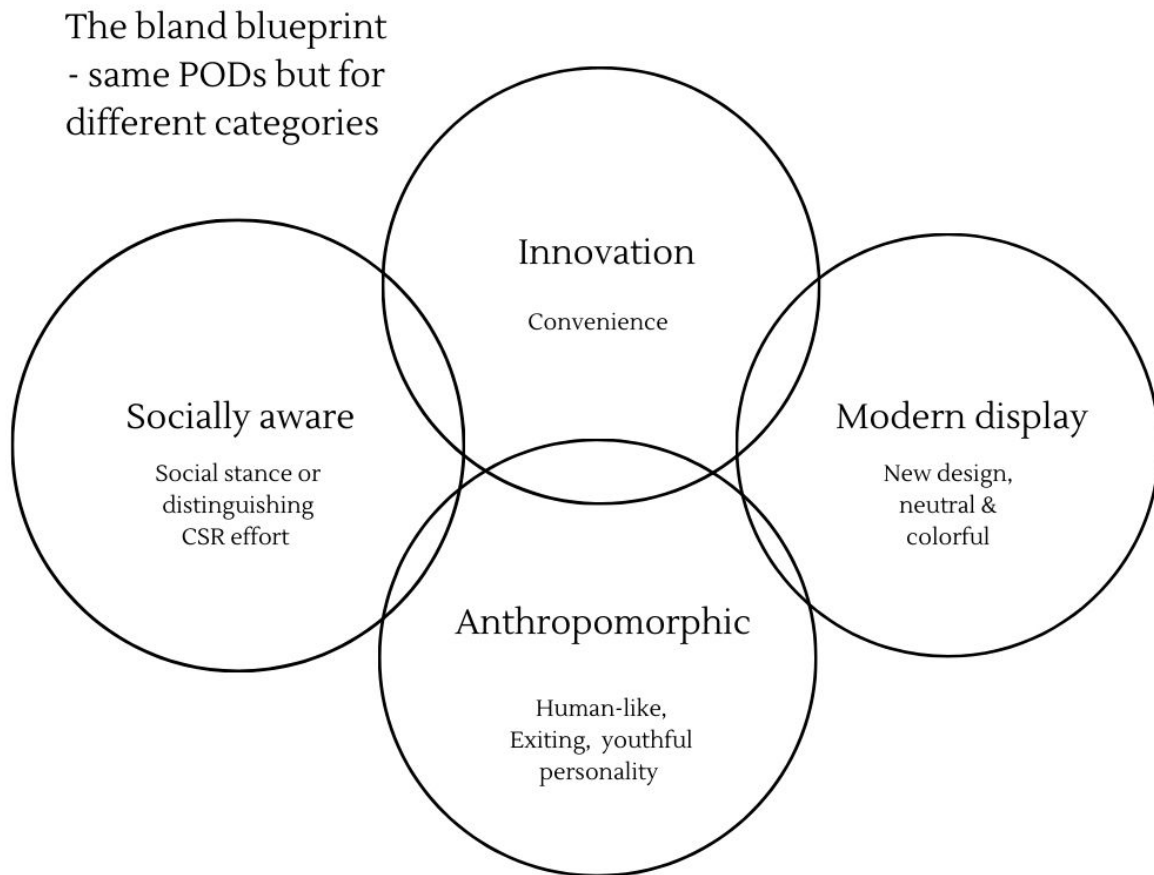 The bland blueprint
- same PODs but for
different categories
Innovation
Convenience
Socially aware
Social stance or
distinguishing
CSR effort
Modern display
New design,
neutral &
colorful
Anthropomorphic
Human-like,
Exiting, youthful
personality